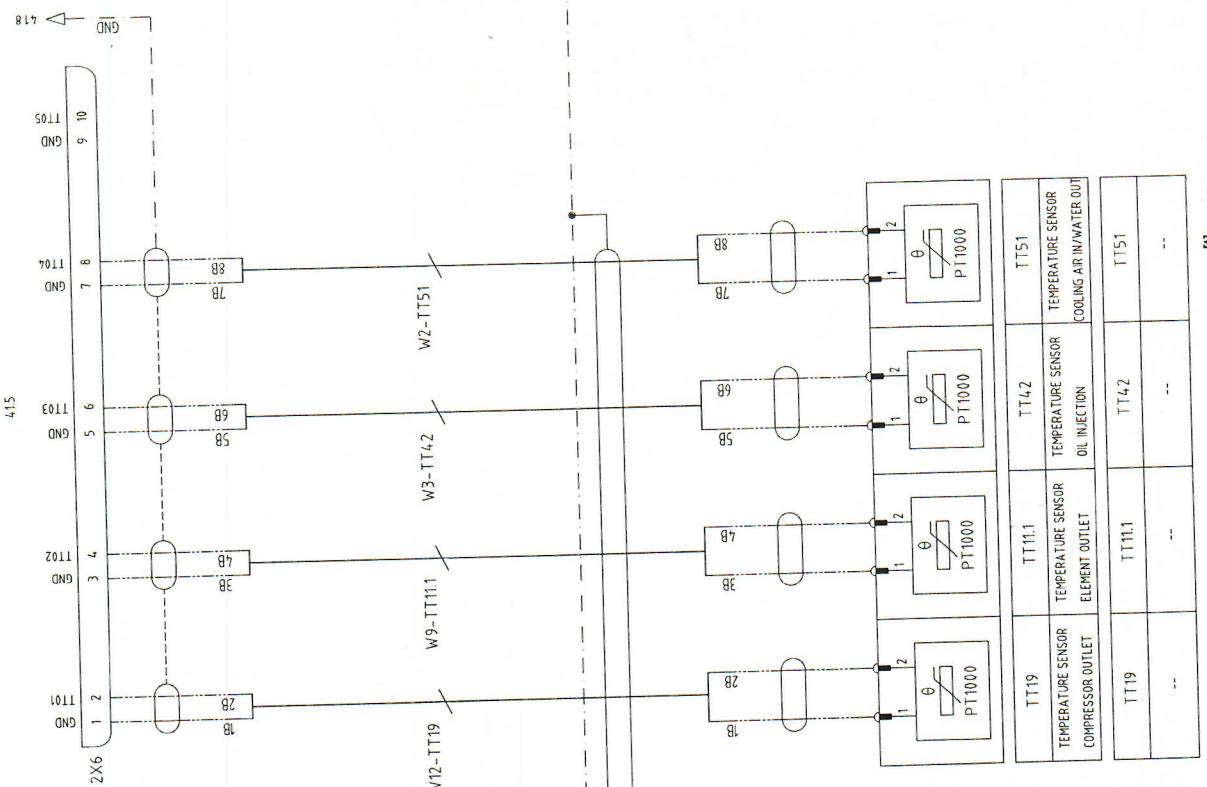 418
GND
415
GND
TT05
9
10
GND
TT04
7
8
GND
TT03
5
6
GND
TT02
3
4
GND
TT01
1
2
2X6
7B
8B
5B
6B
3B
4B
1B
2B
W2-TT51
W3-TT42
W9-TT11.1
12-TT19
7B
8B
5B
6B
3B
4B
1B
2B
1
2
θ
PT1000
TT51
TEMPERATURE SENSOR
COOLING AIR IN/WATER OUT
TT51
--
1
2
θ
PT1000
TT42
TEMPERATURE SENSOR
OIL INJECTION
TT42
--
1
2
θ
PT1000
TT11.1
TEMPERATURE SENSOR
ELEMENT OUTLET
TT11.1
--
1
2
θ
PT1000
TT19
TEMPERATURE SENSOR
COMPRESSOR OUTLET
TT19
--